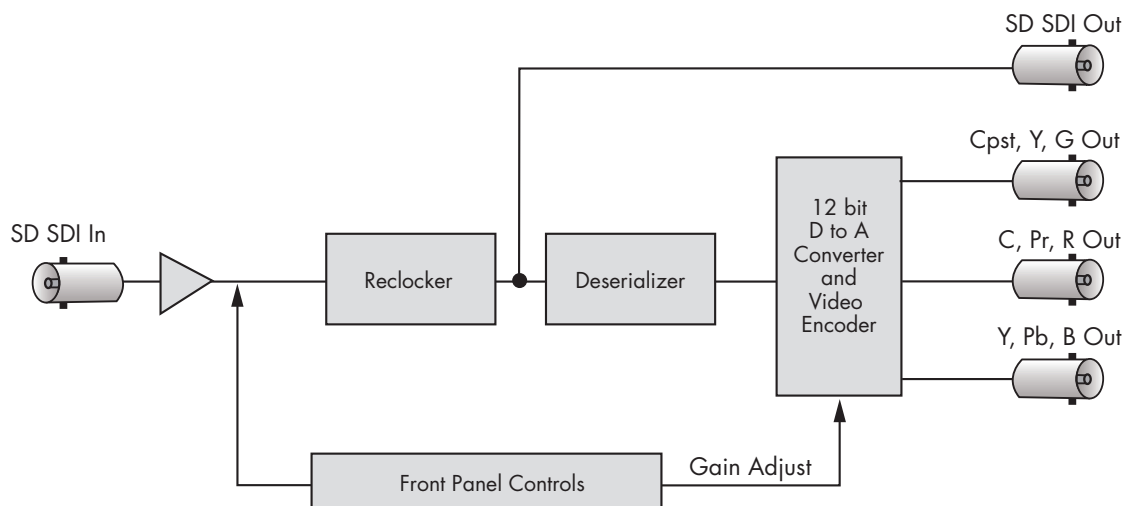 SD SDI Out
Cpst, Y, G Out
12 bit
D to A
Converter
and
Video
Encoder
SD SDI In
C, Pr, R Out
Reclocker
Deserializer
Y, Pb, B Out
Gain Adjust
Front Panel Controls